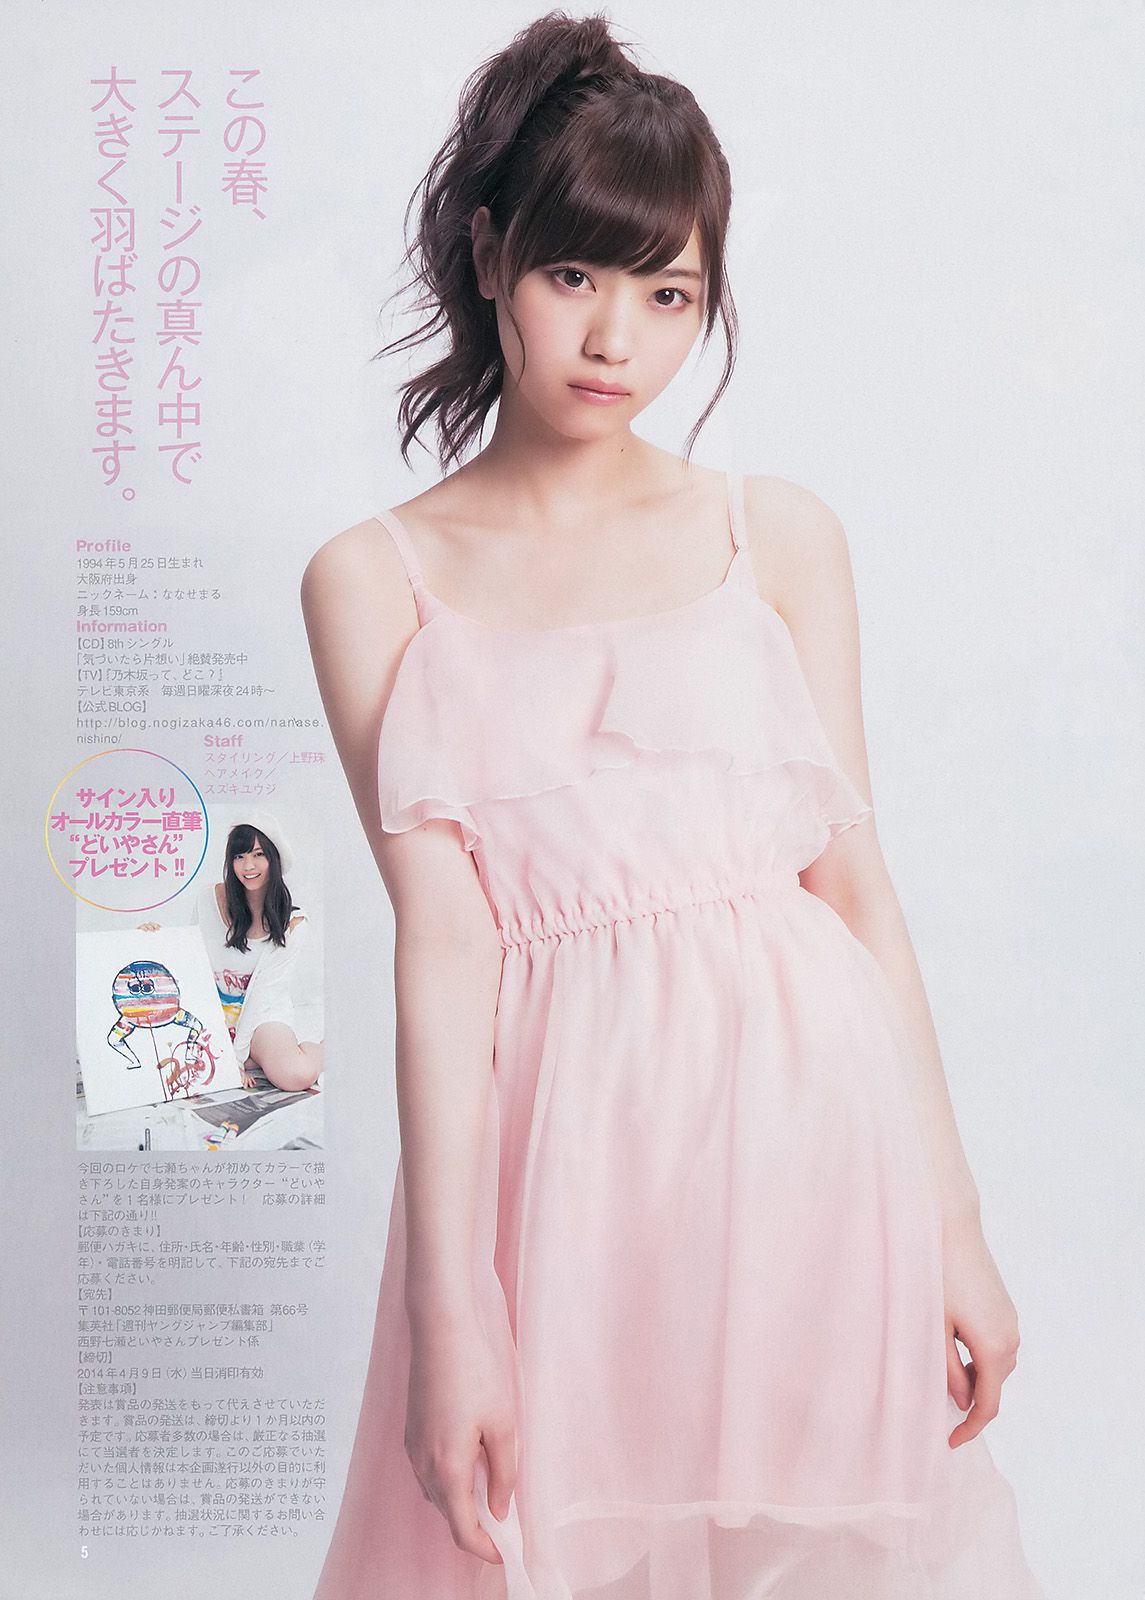 この春、
ステージの真ん中で
大きく羽ばたきます。
Profile
1994年5月25日生まれ
大阪府出身
ニックネーム：ななせまる
身長159cm
Information
【CD】8thシングル
「気づいたら片想い」絶賛発売中
【TV】『乃木坂って、どこ？』
テレビ東京系　毎週日曜深夜24時〜
【公式BLOG】
http://blog.nogizaka46.com/nanase.
nishino/
Staff
スタイリング／上野珠
ヘアメイク／
スズキユウジ
サイン入り
オールカラー直筆
“どいやさん”
プレゼント!!
今回のロケで七瀬ちゃんが初めてカラーで描
き下ろした自身発案のキャラクター“どいや
さん”を1名様にプレゼント！　応募の詳細
は下記の通り!!
【応募のきまり】
郵便ハガキに、住所・氏名・年齢・性別・職業（学
年）・電話番号を明記して、下記の宛先までご
応募ください。
【宛先】
〒101-8052 神田郵便局郵便私書箱 第66号
集英社「週刊ヤングジャンプ編集部」
西野七瀬どいやさんプレゼント係
【締切】
2014年4月9日（水）当日消印有効
【注意事項】
発表は賞品の発送をもって代えさせていただ
きます。賞品の発送は、締切より1か月以内の
予定です。応募者多数の場合は、厳正なる抽選
にて当選者を決定します。このご応募でいた
だいた個人情報は本企画遂行以外の目的に利
用することはありません。応募のきまりが守
られていない場合は、賞品の発送ができない
場合があります。抽選状況に関するお問い合
わせには応じかねます。ご了承ください。
5